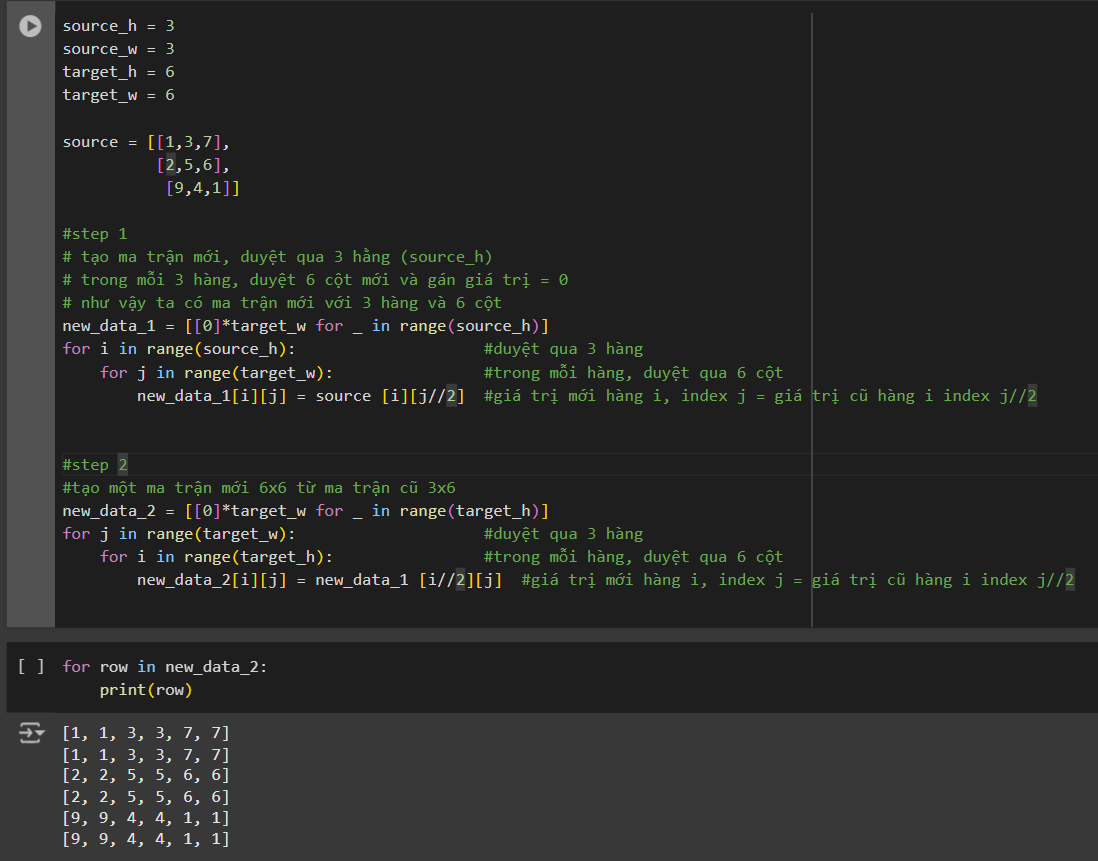 source_h = 3
source_w = 3
target_h = 6
target_w = 6
source = [[1,3,7],
[2,5,6],
[9,4,1]]
#step 1
# tạo ma trận mới, duyệt qua 3 hằng (source_h)
# trong mỗi 3 hàng, duyệt 6 cột mới và gán giá trị = 0
# như vậy ta có ma trận mới với 3 hàng và 6 cột
new_data_1 = [[0]*target_w for _ in range(source_h)]
for i in range(source_h): #duyệt qua 3 hàng
for j in range(target_w): #trong mỗi hàng, duyệt qua 6 cột
new_data_1[i][j] = source [i][j//2] #giá trị mới hàng i, index j = giá trị cũ hàng i index j//2
#step 2
#tạo một ma trận mới 6x6 từ ma trận cũ 3x6
new_data_2 = [[0]*target_w for _ in range(target_h)]
for j in range(target_w): #duyệt qua 3 hàng
for i in range(target_h): #trong mỗi hàng, duyệt qua 6 cột
new_data_2[i][j] = new_data_1 [i//2][j] #giá trị mới hàng i, index j = giá trị cũ hàng i index j//2
[ ] for row in new_data_2:
print(row)
[1, 1, 3, 3, 7, 7]
[1, 1, 3, 3, 7, 7]
[2, 2, 5, 5, 6, 6]
[2, 2, 5, 5, 6, 6]
[9, 9, 4, 4, 1, 1]
[9, 9, 4, 4, 1, 1]